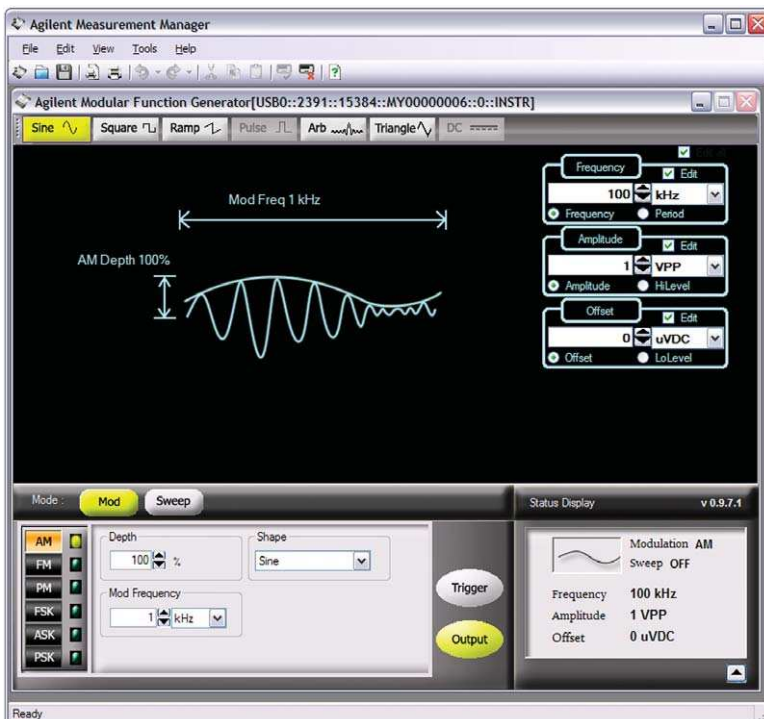 Agilent Measurement Manager
File Edit View Tools Help
Agilent Modular Function Generator[USB0::2391::15384::MY00000006::0::INSTR]
Sine Square Ramp Pulse Arb Triangle DC
Frequency
Edit
100 kHz
Frequency Period
Mod Freq 1 kHz
AM Depth 100%
Amplitude
Edit
1 VPP
Amplitude HiLevel
Offset
Edit
0 uVDC
Offset LoLevel
Mode : Mod Sweep
Status Display v 0.9.7.1
AM
FM
PM
FSK
ASK
PSK
Depth
100 %
Shape
Sine
Mod Frequency
1 kHz
Trigger
Output
Modulation AM
Sweep OFF
Frequency 100 kHz
Amplitude 1 VPP
Offset 0 uVDC
Ready